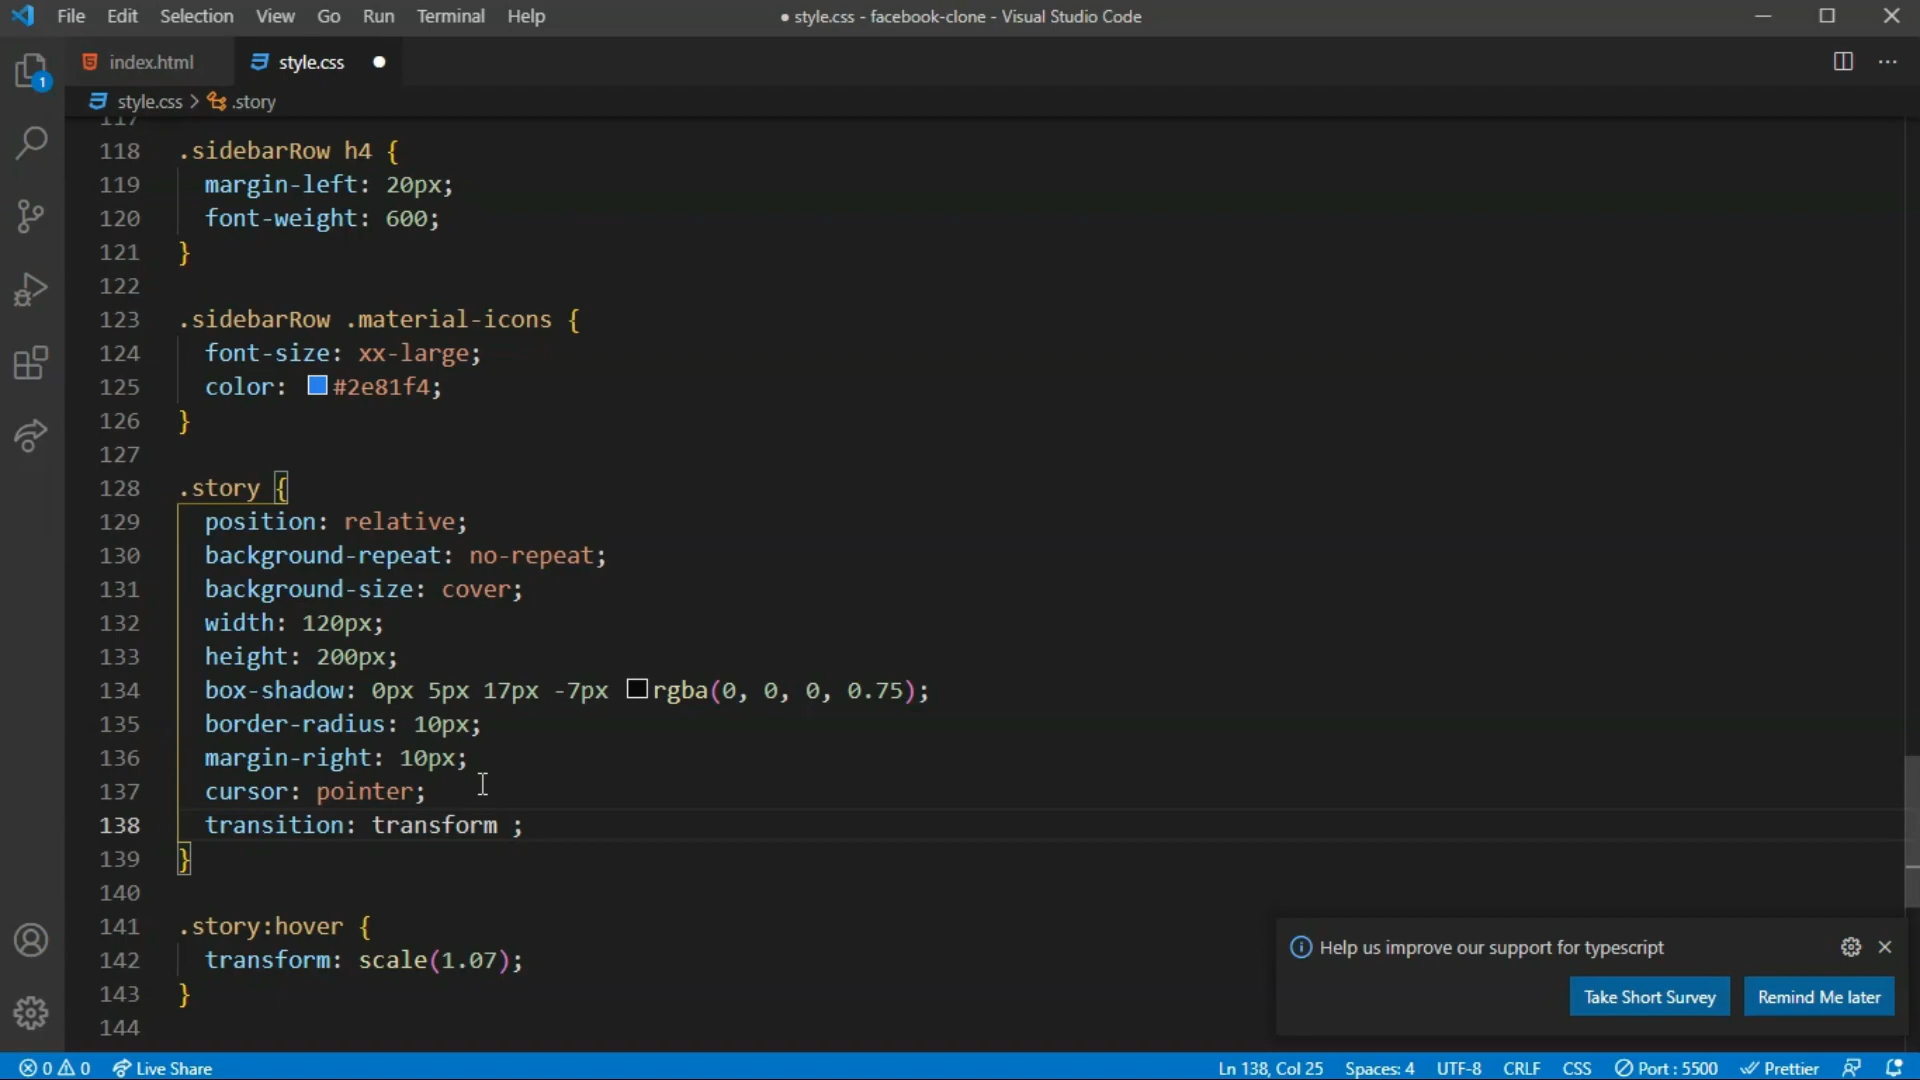 File Edit Selection View Go Run Terminal Help
● style.css - facebook-clone - Visual Studio Code
index.html
style.css
style.css > .story
1
117
118 .sidebarRow h4 {
119 margin-left: 20px;
120 font-weight: 600;
121 }
122
123 .sidebarRow .material-icons {
124 font-size: xx-large;
125 color: #2e81f4;
126 }
127
128 .story {
129 position: relative;
130 background-repeat: no-repeat;
131 background-size: cover;
132 width: 120px;
133 height: 200px;
134 box-shadow: 0px 5px 17px -7px rgba(0, 0, 0, 0.75);
135 border-radius: 10px;
136 margin-right: 10px;
137 cursor: pointer;
138 transition: transform ;
139 }
140
141 .story:hover {
142 transform: scale(1.07);
143 }
144
Help us improve our support for typescript
Take Short Survey
Remind Me later
0 0 Live Share
Ln 138, Col 25 Spaces: 4 UTF-8 CRLF CSS Port : 5500 Prettier